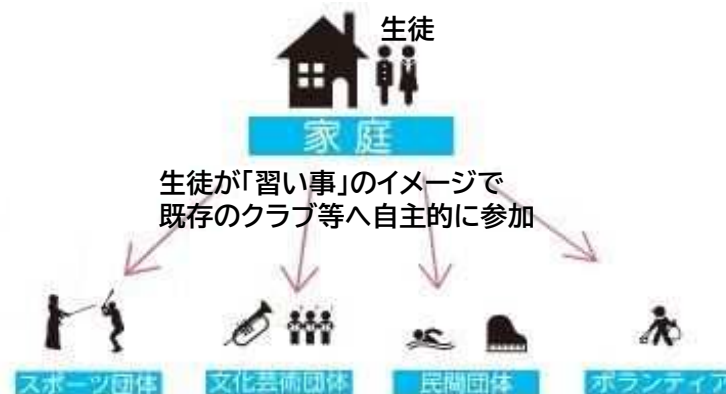 生徒
家庭
生徒が「習い事」のイメージで
既存のクラブ等へ自主的に参加
スポーツ団体
文化芸術団体
民間団体
ボランティア